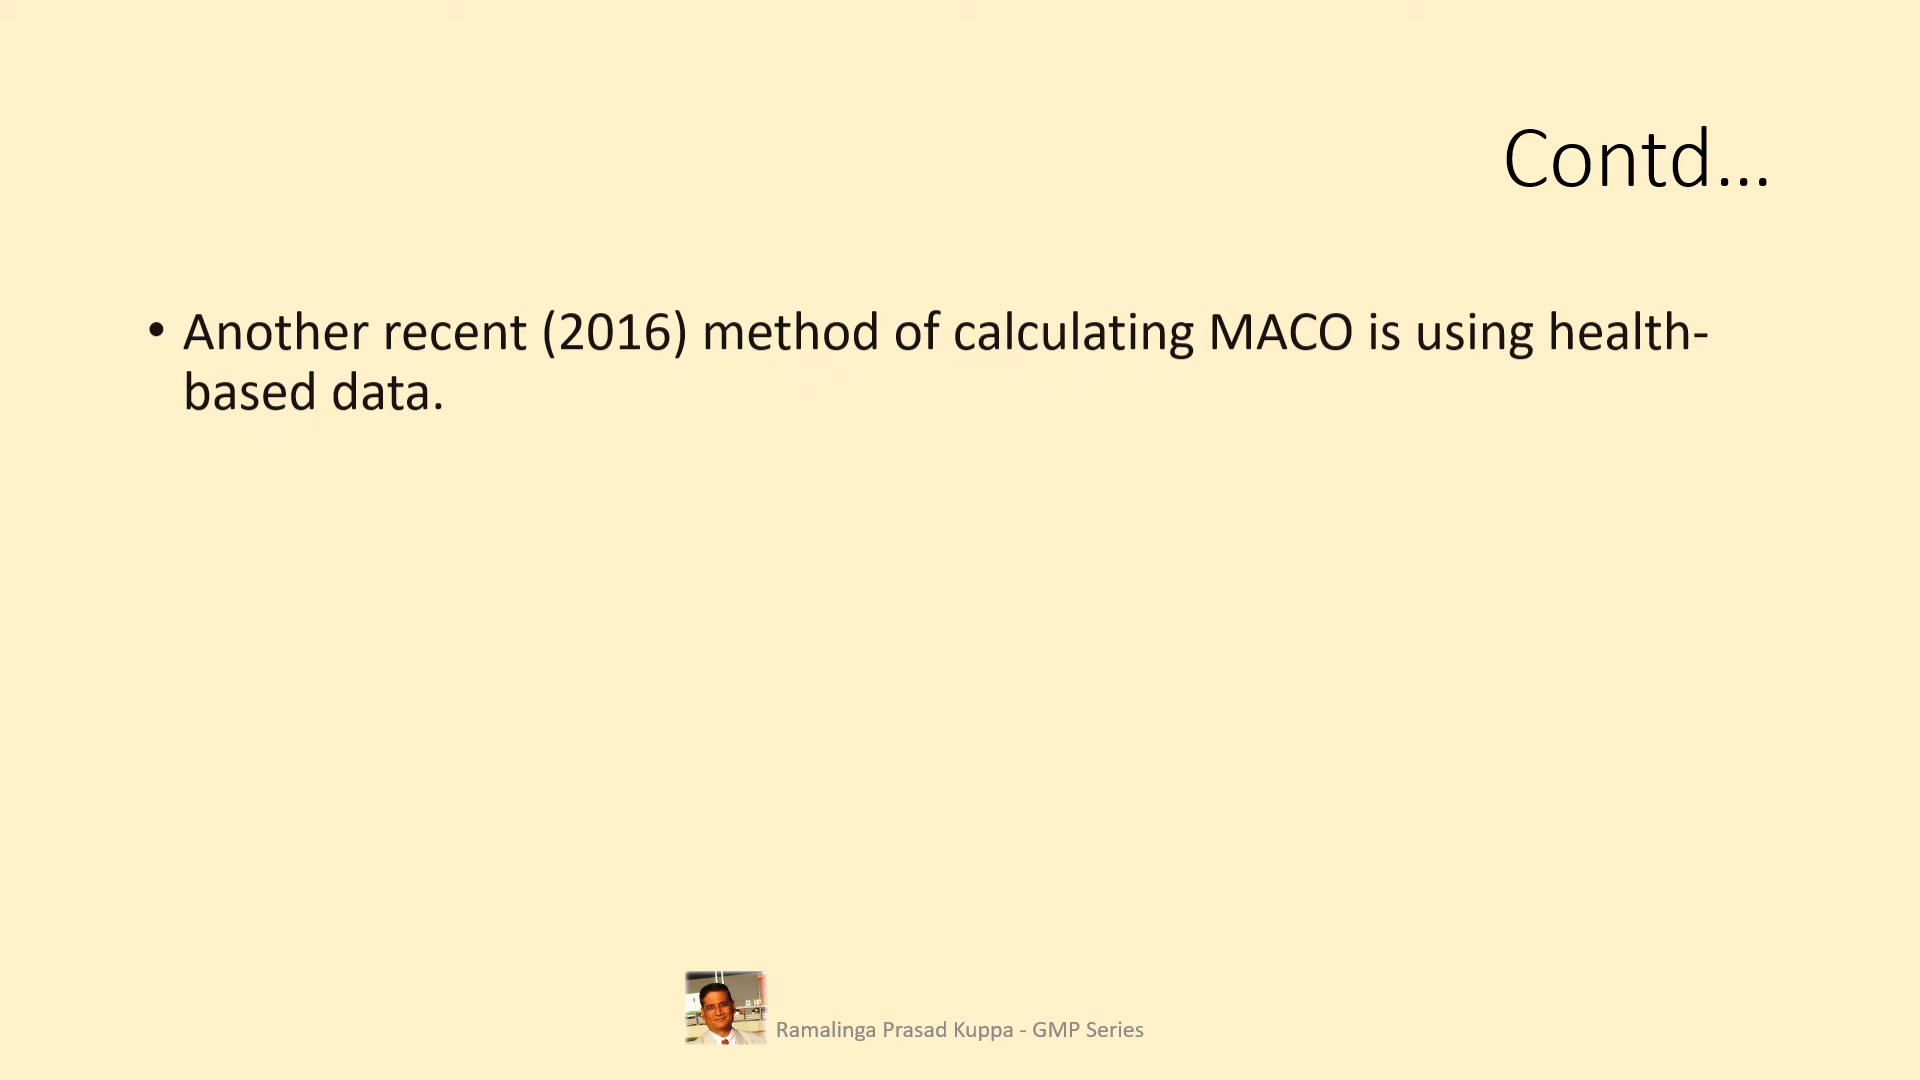 Contd...
• Another recent (2016) method of calculating MACO is using health-
based data.
Ramalinga Prasad Kuppa - GMP Series